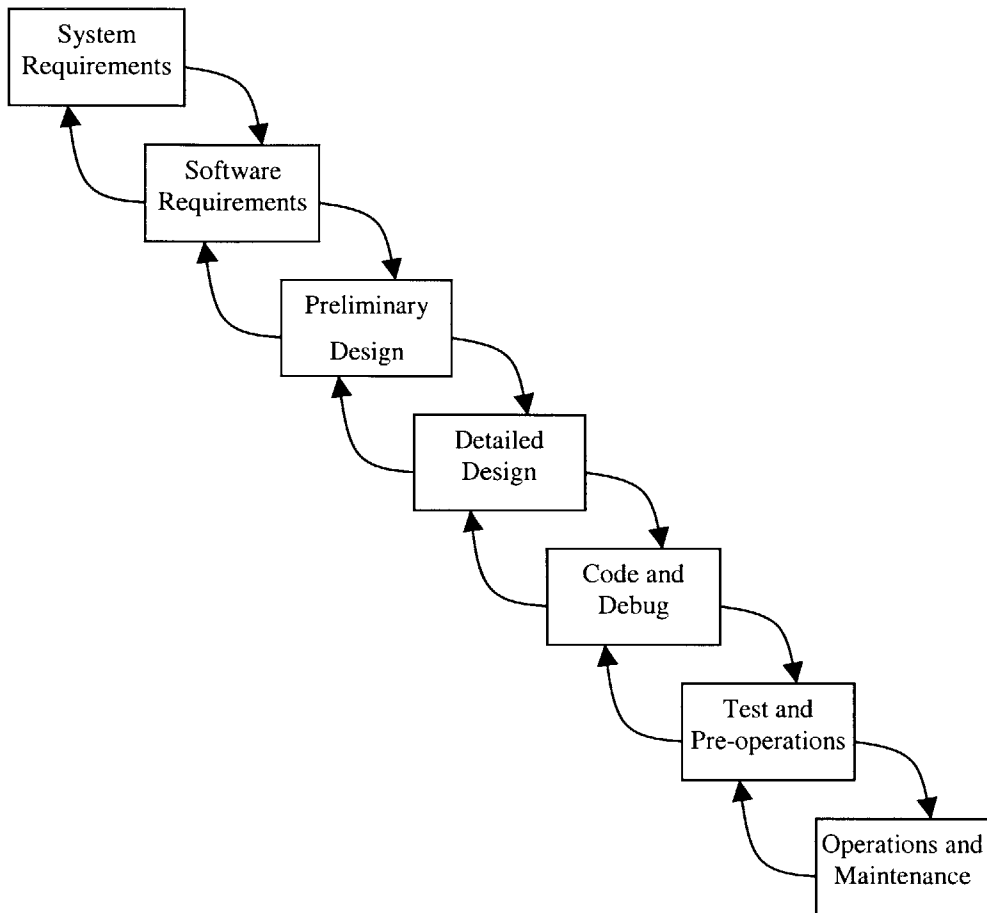 System
Requirements
Software
Requirements
Preliminary
Design
Detailed
Design
Code and
Debug
Test and
Pre-operations
Operations and
Maintenance